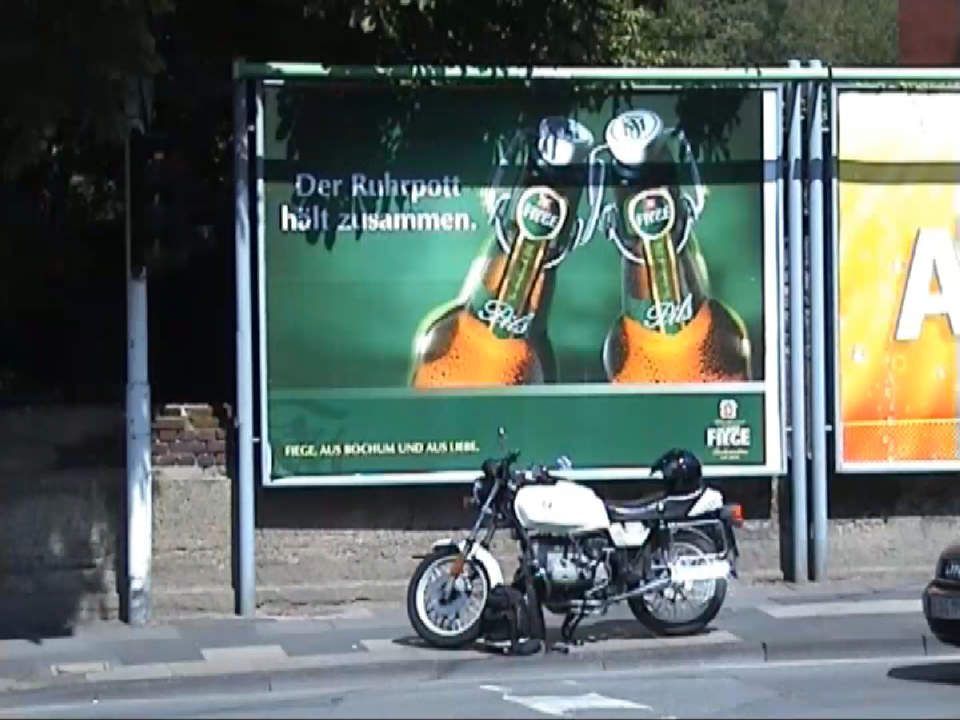 Der Ruhrpott
hält zusammen.
FIEGE
FIEGE
Pils
Pils
FIEGE. AUS BOCHUM UND AUS LIEBE.
FIEGE
A